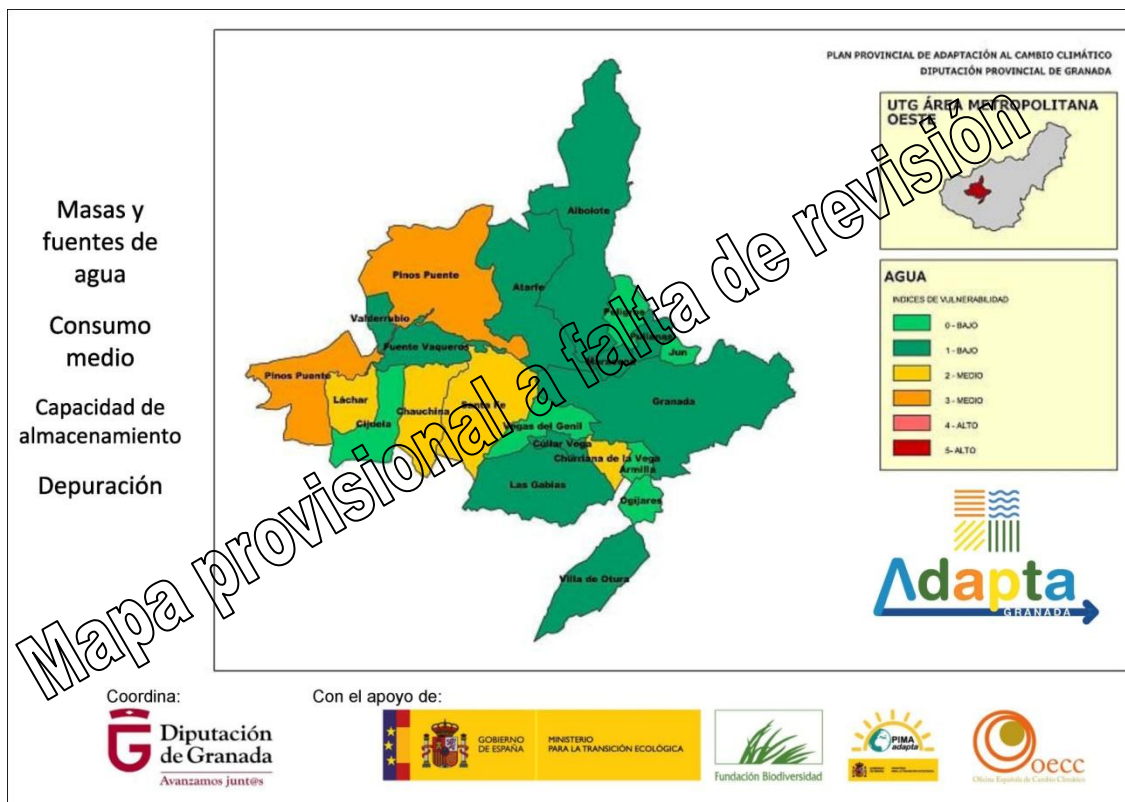 PLAN PROVINCIAL DE ADAPTACIÓN AL CAMBIO CLIMÁTICO
DIPUTACIÓN PROVINCIAL DE GRANADA
UTG ÁREA METROPOLITANA
OESTE
Masas y
fuentes de
agua
Consumo
medio
Capacidad de
almacenamiento
Depuración
Albolote
Pinos Puente
Atarfe
Valderrubio
Peligros
Fuente Vaqueros
Pulianas
Maracena
Jun
Pinos Puente
Láchar
Cijuela
Chauchina
Santa Fe
Granada
Vegas del Genil
Cúllar Vega
Churriana de la Vega
Armilla
Las Gabias
Ogíjares
Villa de Otura
AGUA
INDICES DE VULNERABILIDAD
0 - BAJO
1 - BAJO
2 - MEDIO
3 - MEDIO
4 - ALTO
5- ALTO
Mapa provisional a falta de revisión
Adapta
GRANADA
Coordina:
Con el apoyo de:
Diputación
de Granada
Avanzamos junt@s
GOBIERNO
DE ESPAÑA
MINISTERIO
PARA LA TRANSICIÓN ECOLÓGICA
Fundación Biodiversidad
PIMA
adapta
oecc
Oficina Española de Cambio Climático